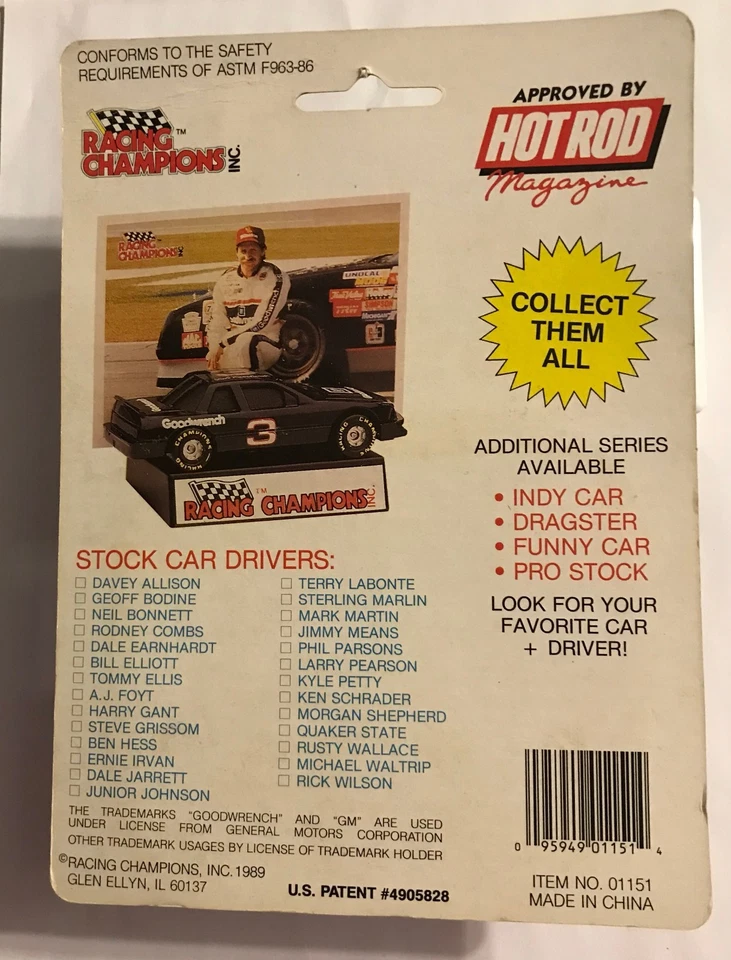 CONFORMS TO THE SAFETY
REQUIREMENTS OF ASTM F963-86
RACING
CHAMPIONS INC.™
APPROVED BY
HOT ROD
Magazine
RACING
CHAMPIONS INC
UNOCAL
Goodwrench
3
RACING CHAMPIONS INC.™
COLLECT
THEM
ALL
ADDITIONAL SERIES
AVAILABLE
• INDY CAR
• DRAGSTER
• FUNNY CAR
• PRO STOCK
LOOK FOR YOUR
FAVORITE CAR
+ DRIVER!
STOCK CAR DRIVERS:
☐ DAVEY ALLISON
☐ GEOFF BODINE
☐ NEIL BONNETT
☐ RODNEY COMBS
☐ DALE EARNHARDT
☐ BILL ELLIOTT
☐ TOMMY ELLIS
☐ A.J. FOYT
☐ HARRY GANT
☐ STEVE GRISSOM
☐ BEN HESS
☐ ERNIE IRVAN
☐ DALE JARRETT
☐ JUNIOR JOHNSON
☐ TERRY LABONTE
☐ STERLING MARLIN
☐ MARK MARTIN
☐ JIMMY MEANS
☐ PHIL PARSONS
☐ LARRY PEARSON
☐ KYLE PETTY
☐ KEN SCHRADER
☐ MORGAN SHEPHERD
☐ QUAKER STATE
☐ RUSTY WALLACE
☐ MICHAEL WALTRIP
☐ RICK WILSON
THE TRADEMARKS "GOODWRENCH" AND "GM" ARE USED
UNDER LICENSE FROM GENERAL MOTORS CORPORATION
OTHER TRADEMARK USAGES BY LICENSE OF TRADEMARK HOLDER
©RACING CHAMPIONS, INC. 1989
GLEN ELLYN, IL 60137
U.S. PATENT #4905828
0 95949 01151 4
ITEM NO. 01151
MADE IN CHINA